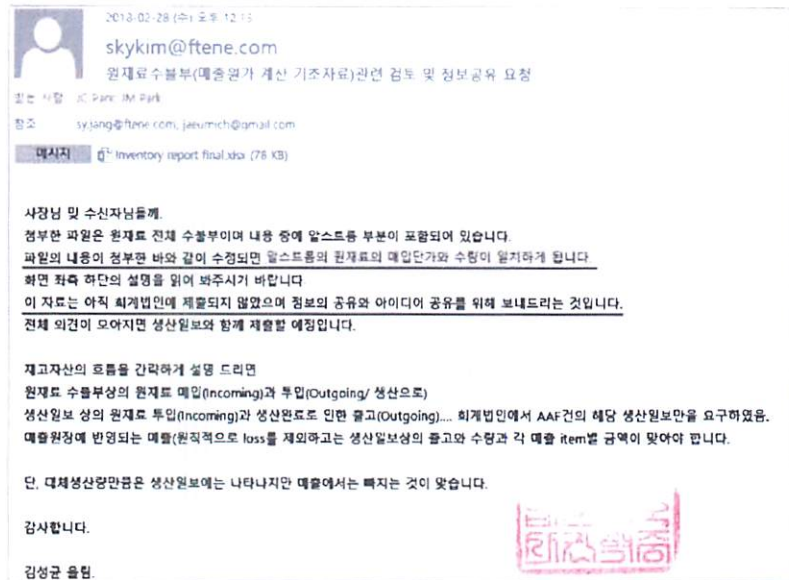 2018-02-28 (수) 오후 12:13
skykim@ftene.com
원재료수불부(매출원가 계산 기초자료)관련 검토 및 정보공유 요청
받는 사람 JC Park; JM Park
참조 sy.jang@ftene.com; jaeumich@gmail.com
메시지 Inventory report final.xlsx (78 KB)
사장님 및 수신자님들께.
첨부한 파일은 원재료 전체 수불부이며 내용 중에 알스트롬 부분이 포함되어 있습니다.
파일의 내용이 첨부한 바와 같이 수정되면 알스트롬의 원재료의 매입단가와 수량이 일치하게 됩니다.
화면 좌측 하단의 설명을 읽어 봐주시기 바랍니다
이 자료는 아직 회계법인에 제출되지 않았으며 정보의 공유와 아이디어 공유를 위해 보내드리는 것입니다.
전체 의견이 모아지면 생산일보와 함께 제출할 예정입니다.
재고자산의 흐름을 간략하게 설명 드리면
원재료 수불부상의 원재료 매입(Incoming)과 투입(Outgoing/ 생산으로)
생산일보 상의 원재료 투입(Incoming)과 생산완료로 인한 출고(Outgoing).... 회계법인에서 AAF건의 해당 생산일보만을 요구하였음.
매출원장에 반영되는 매출(원칙적으로 loss를 제외하고는 생산일보상의 출고와 수량과 각 매출 item별 금액이 맞아야 합니다.
단, 대체생산량만큼은 생산일보에는 나타나지만 매출에서는 빠지는 것이 맞습니다.
감사합니다.
김성균 올림.